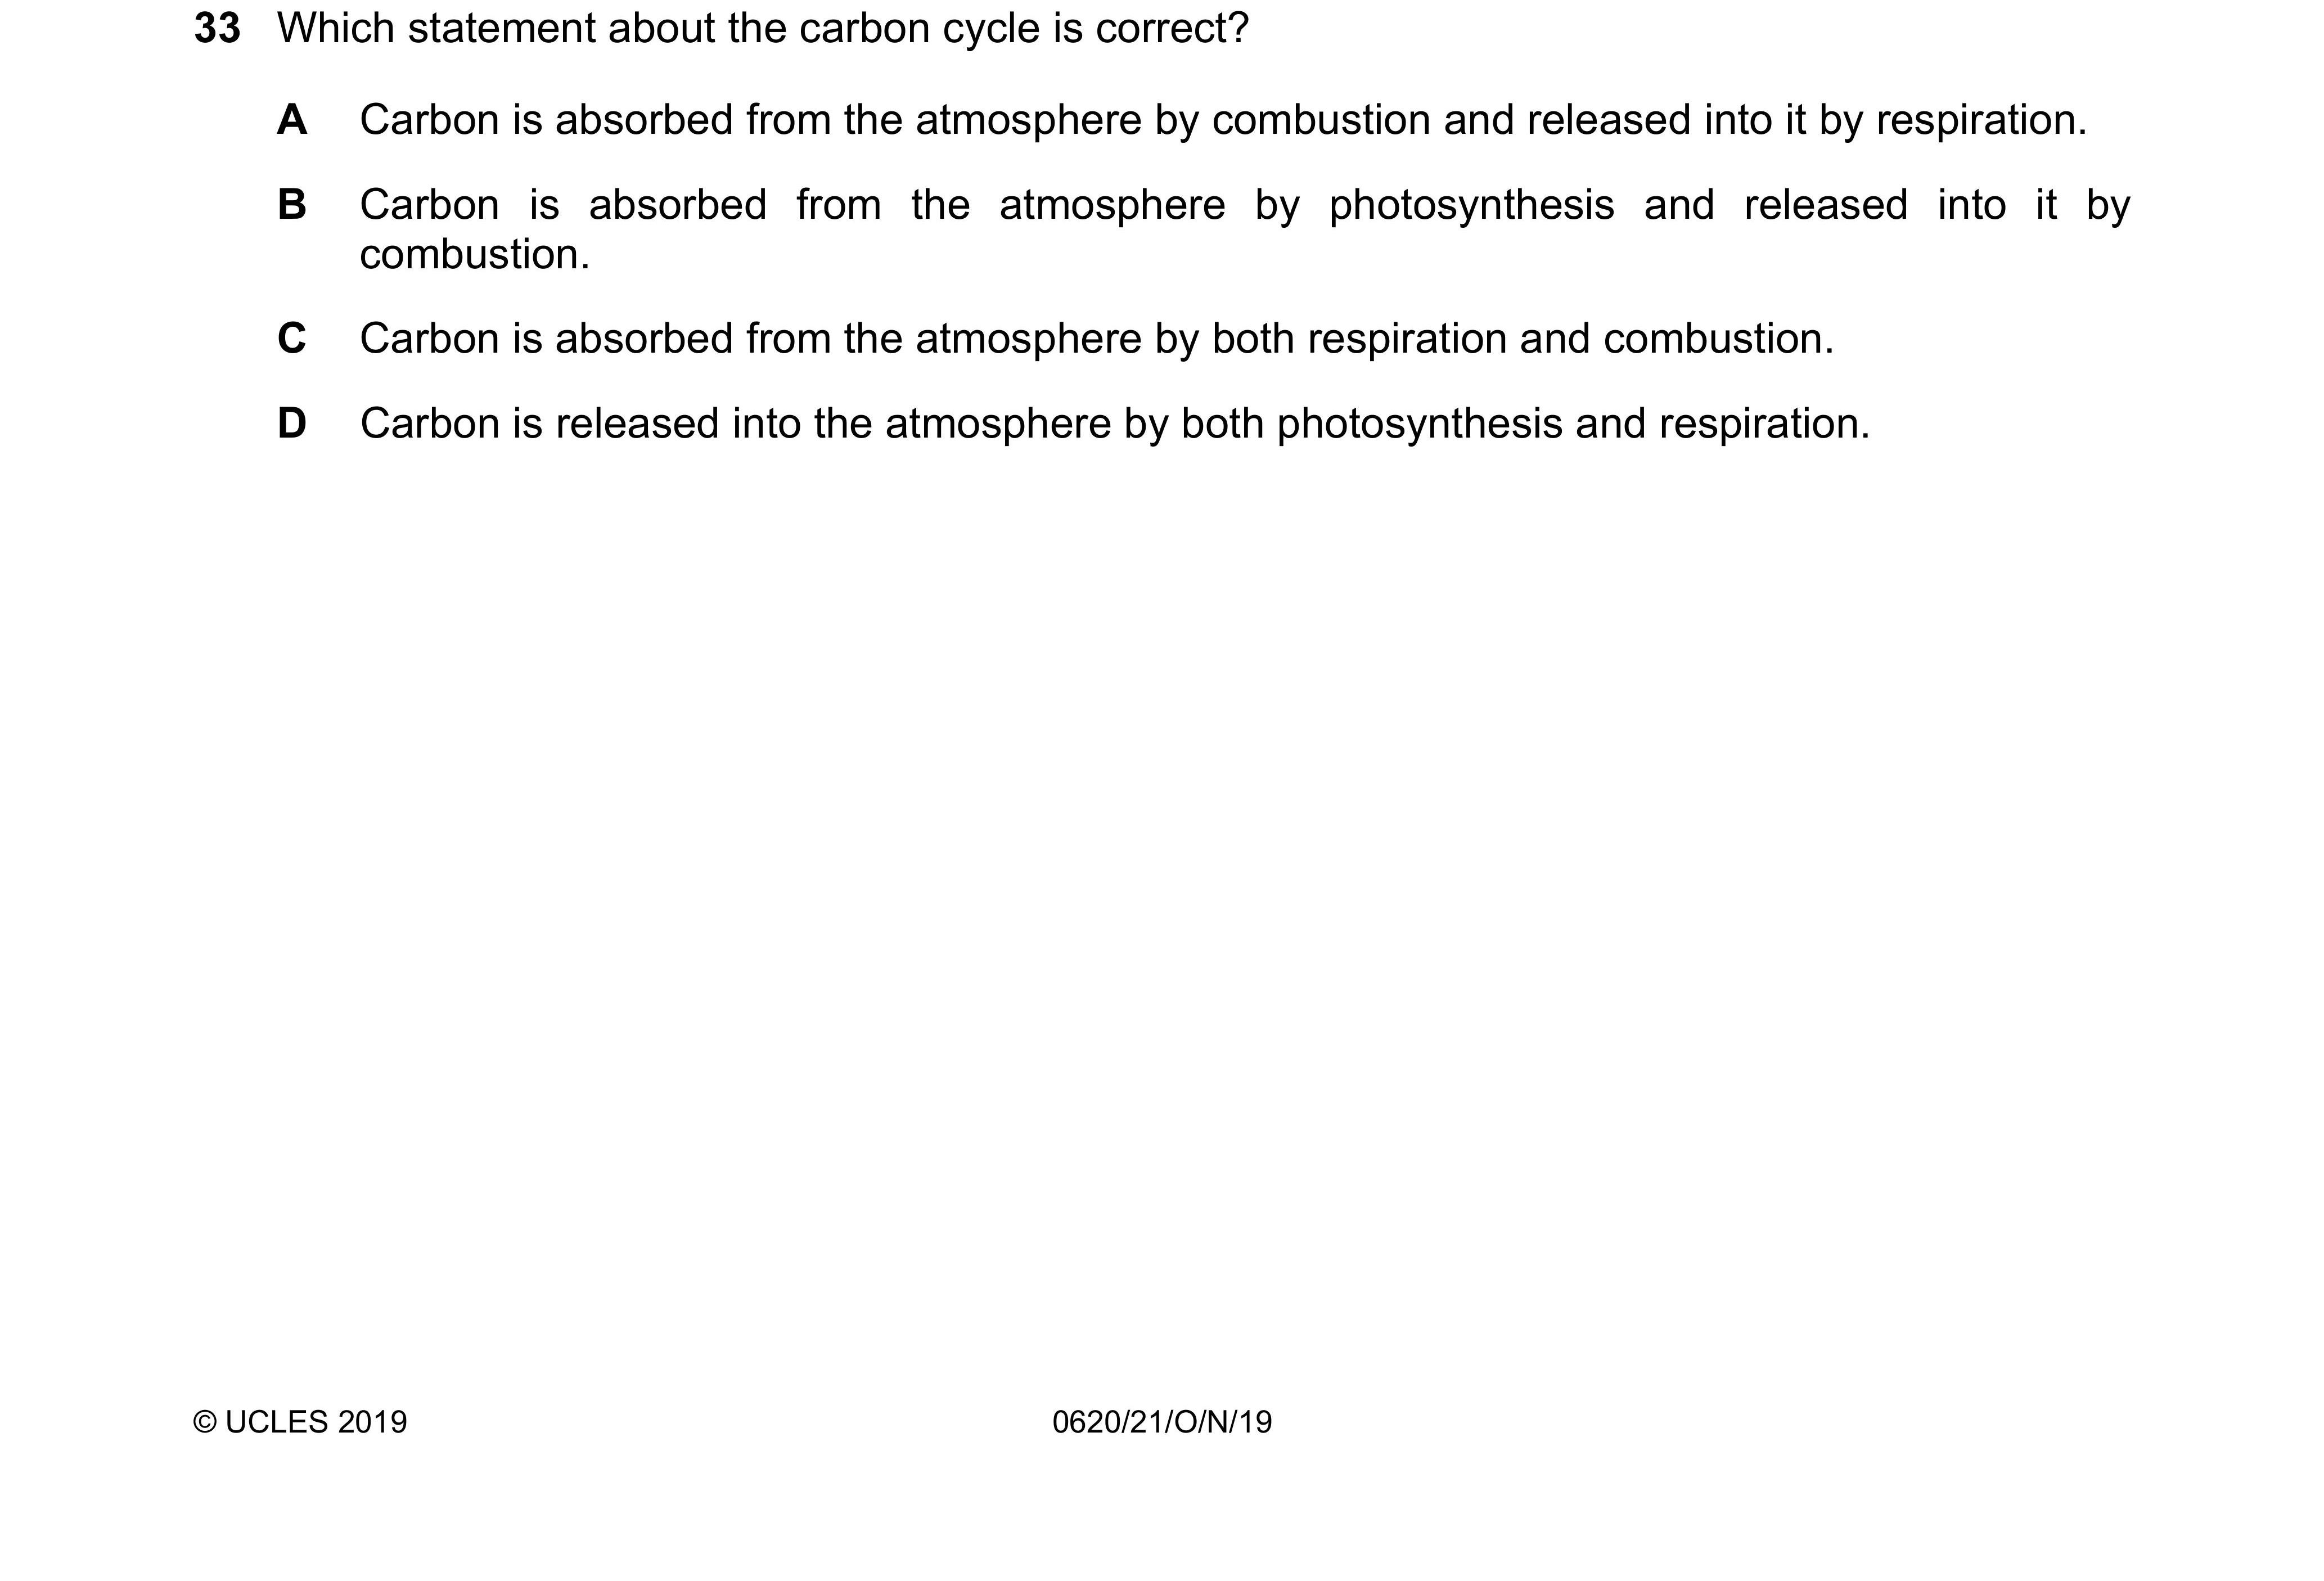 33 Which statement about the carbon cycle is correct?
A Carbon is absorbed from the atmosphere by combustion and released into it by respiration.
B Carbon is absorbed from the atmosphere by photosynthesis and released into it by
combustion.
C Carbon is absorbed from the atmosphere by both respiration and combustion.
D Carbon is released into the atmosphere by both photosynthesis and respiration.
© UCLES 2019 0620/21/O/N/19